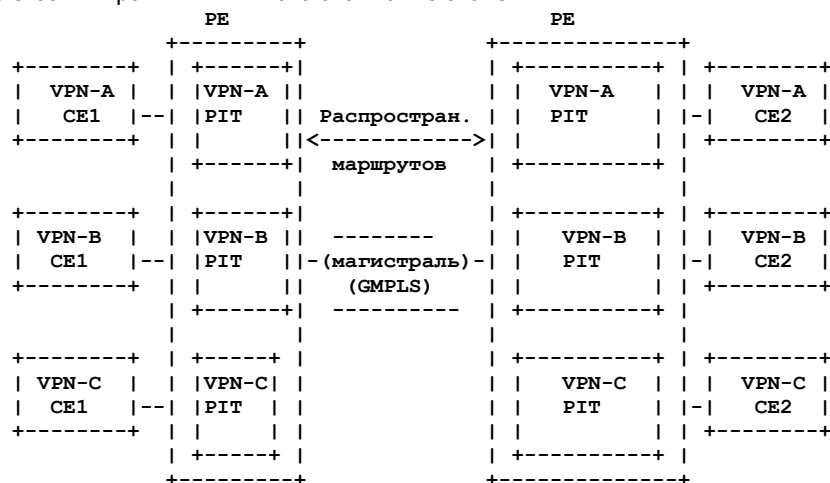 PE PE
VPN-A VPN-A VPN-A VPN-A
CE1 PIT Распростран. PIT CE2
маршрутов
VPN-B VPN-B VPN-B VPN-B
CE1 PIT (магистраль) PIT CE2
(GMPLS)
VPN-C VPN-C VPN-C VPN-C
CE1 PIT PIT CE2